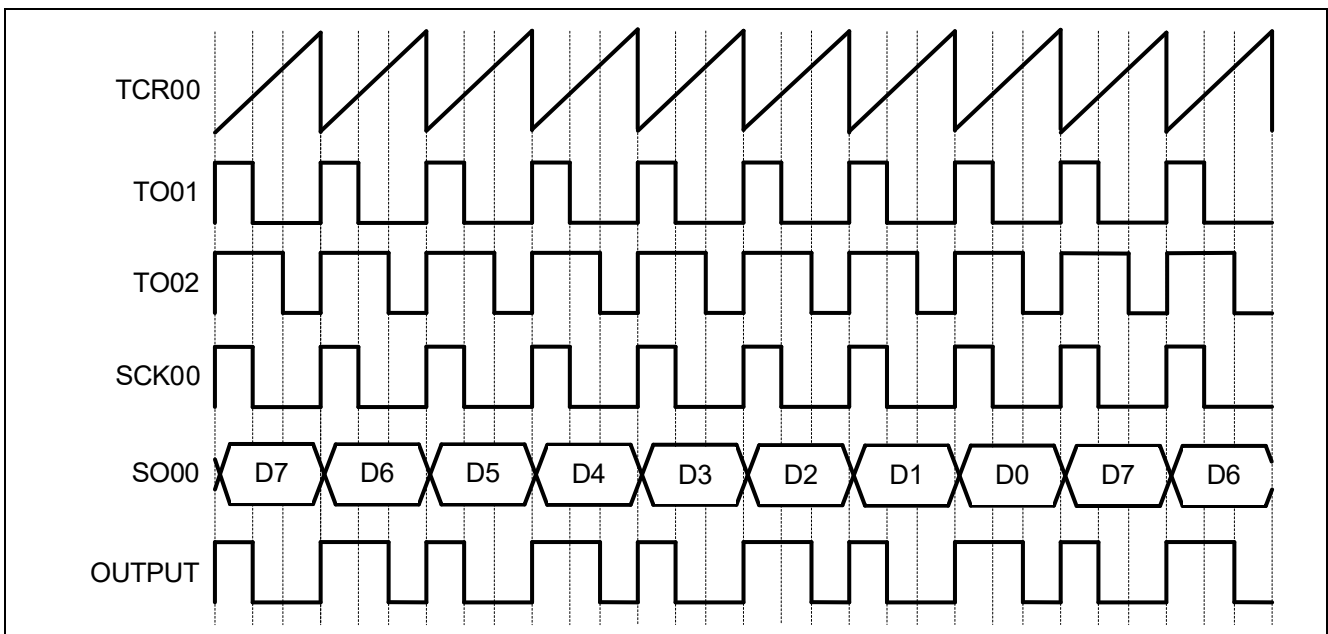 TCR00
TO01
TO02
SCK00
SO00 D7 D6 D5 D4 D3 D2 D1 D0 D7 D6
OUTPUT